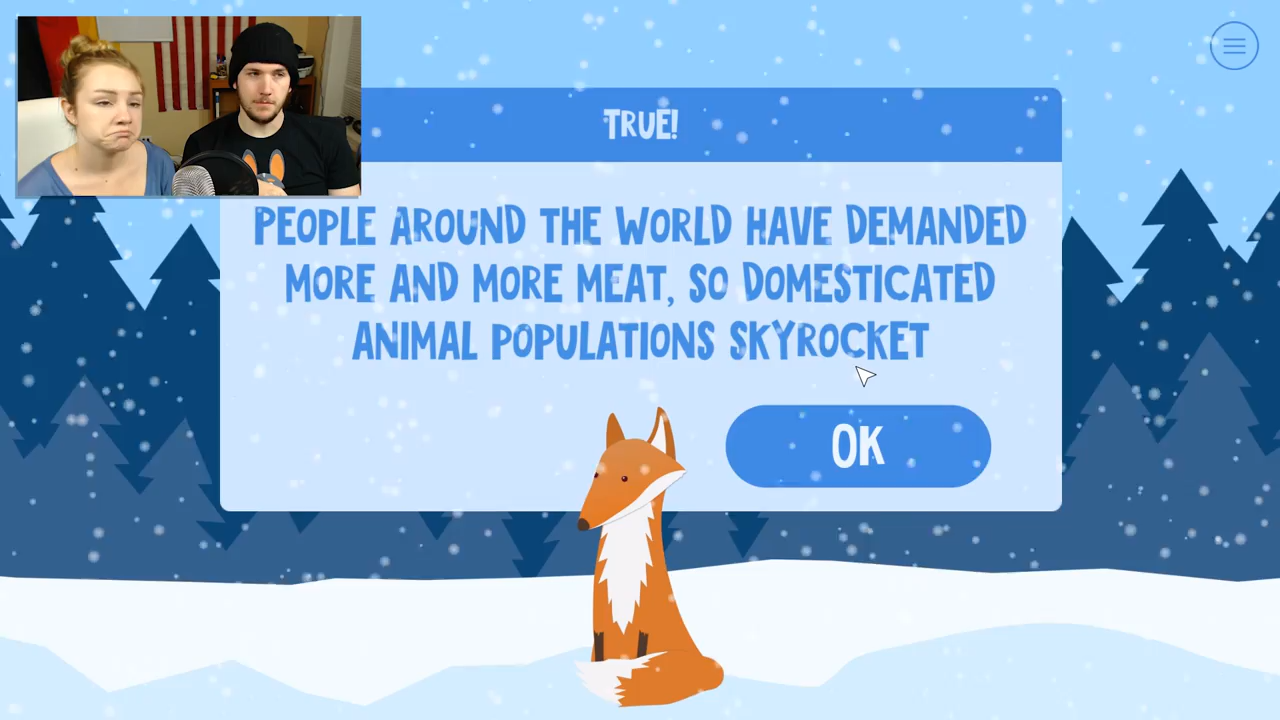 TRUE!
PEOPLE AROUND THE WORLD HAVE DEMANDED
MORE AND MORE MEAT, SO DOMESTICATED
ANIMAL POPULATIONS SKYROCKET
OK